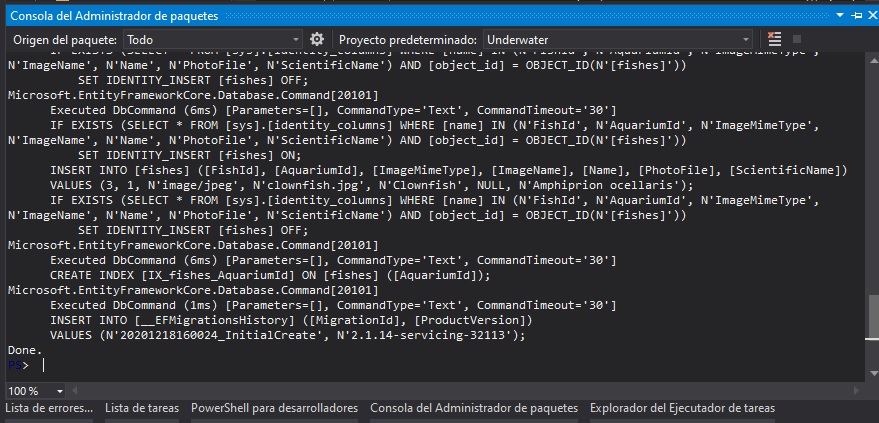 Consola del Administrador de paquetes
Origen del paquete: Todo Proyecto predeterminado: Underwater
IF EXISTS (SELECT * FROM [sys].[identity_columns] WHERE [name] IN (N'FishId', N'AquariumId', N'ImageMimeType',
N'ImageName', N'Name', N'PhotoFile', N'ScientificName') AND [object_id] = OBJECT_ID(N'[fishes]'))
SET IDENTITY_INSERT [fishes] OFF;
Microsoft.EntityFrameworkCore.Database.Command[20101]
Executed DbCommand (6ms) [Parameters=[], CommandType='Text', CommandTimeout='30']
IF EXISTS (SELECT * FROM [sys].[identity_columns] WHERE [name] IN (N'FishId', N'AquariumId', N'ImageMimeType',
N'ImageName', N'Name', N'PhotoFile', N'ScientificName') AND [object_id] = OBJECT_ID(N'[fishes]'))
SET IDENTITY_INSERT [fishes] ON;
INSERT INTO [fishes] ([FishId], [AquariumId], [ImageMimeType], [ImageName], [Name], [PhotoFile], [ScientificName])
VALUES (3, 1, N'image/jpeg', N'clownfish.jpg', N'Clownfish', NULL, N'Amphiprion ocellaris');
IF EXISTS (SELECT * FROM [sys].[identity_columns] WHERE [name] IN (N'FishId', N'AquariumId', N'ImageMimeType',
N'ImageName', N'Name', N'PhotoFile', N'ScientificName') AND [object_id] = OBJECT_ID(N'[fishes]'))
SET IDENTITY_INSERT [fishes] OFF;
Microsoft.EntityFrameworkCore.Database.Command[20101]
Executed DbCommand (6ms) [Parameters=[], CommandType='Text', CommandTimeout='30']
CREATE INDEX [IX_fishes_AquariumId] ON [fishes] ([AquariumId]);
Microsoft.EntityFrameworkCore.Database.Command[20101]
Executed DbCommand (1ms) [Parameters=[], CommandType='Text', CommandTimeout='30']
INSERT INTO [__EFMigrationsHistory] ([MigrationId], [ProductVersion])
VALUES (N'20201218160024_InitialCreate', N'2.1.14-servicing-32113');
Done.
PS>
100 %
Lista de errores... Lista de tareas PowerShell para desarrolladores Consola del Administrador de paquetes Explorador del Ejecutador de tareas